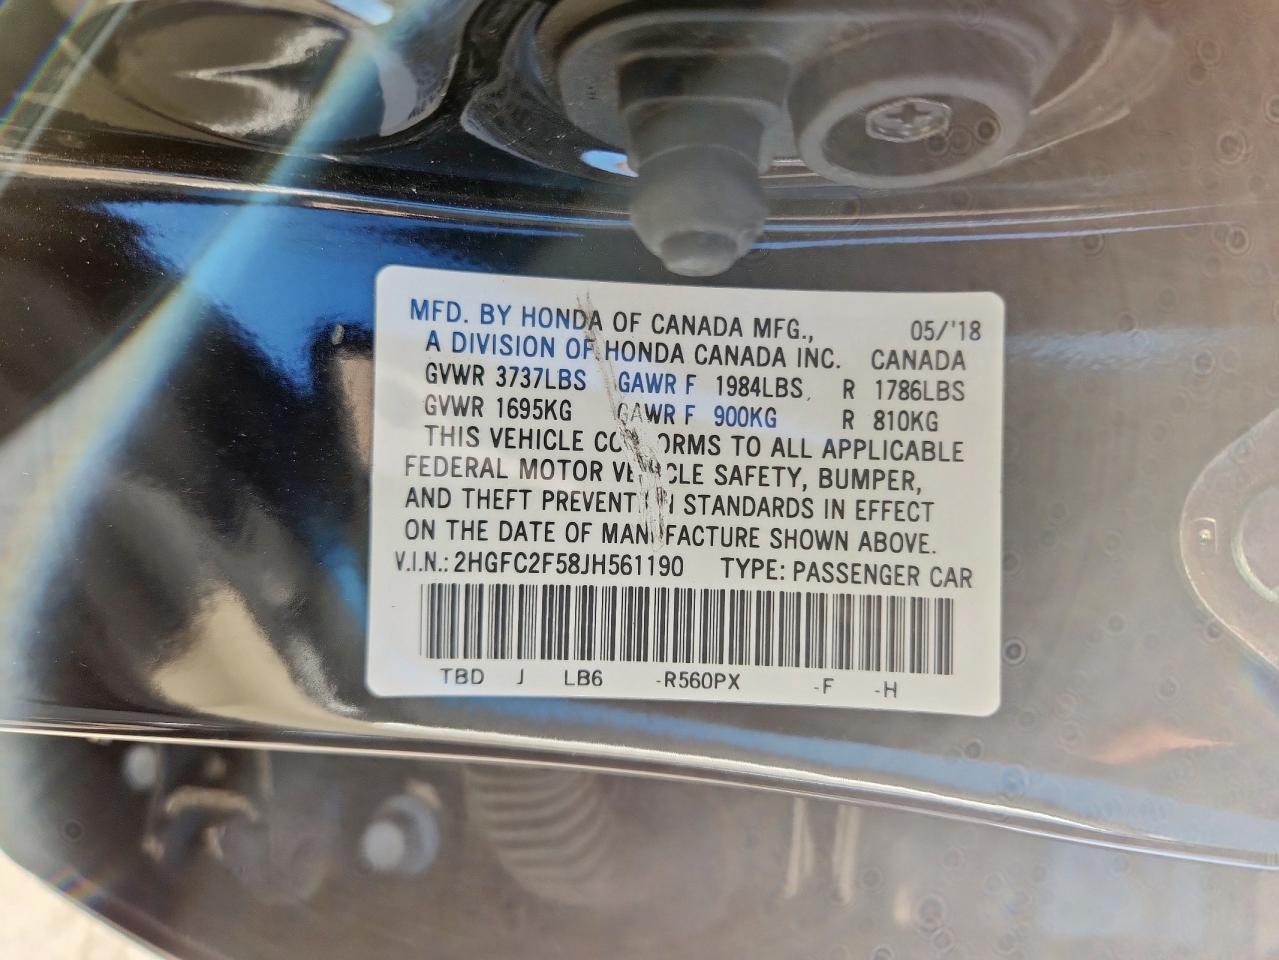 MFD. BY HONDA OF CANADA MFG., 05/'18
A DIVISION OF HONDA CANADA INC. CANADA
GVWR 3737LBS GAWR F 1984LBS, R 1786LBS
GVWR 1695KG GAWR F 900KG R 810KG
THIS VEHICLE CONFORMS TO ALL APPLICABLE
FEDERAL MOTOR VEHICLE SAFETY, BUMPER,
AND THEFT PREVENTION STANDARDS IN EFFECT
ON THE DATE OF MANUFACTURE SHOWN ABOVE.
V.I.N.: 2HGFC2F58JH561190 TYPE: PASSENGER CAR
TBD J LB6 -R560PX -F -H